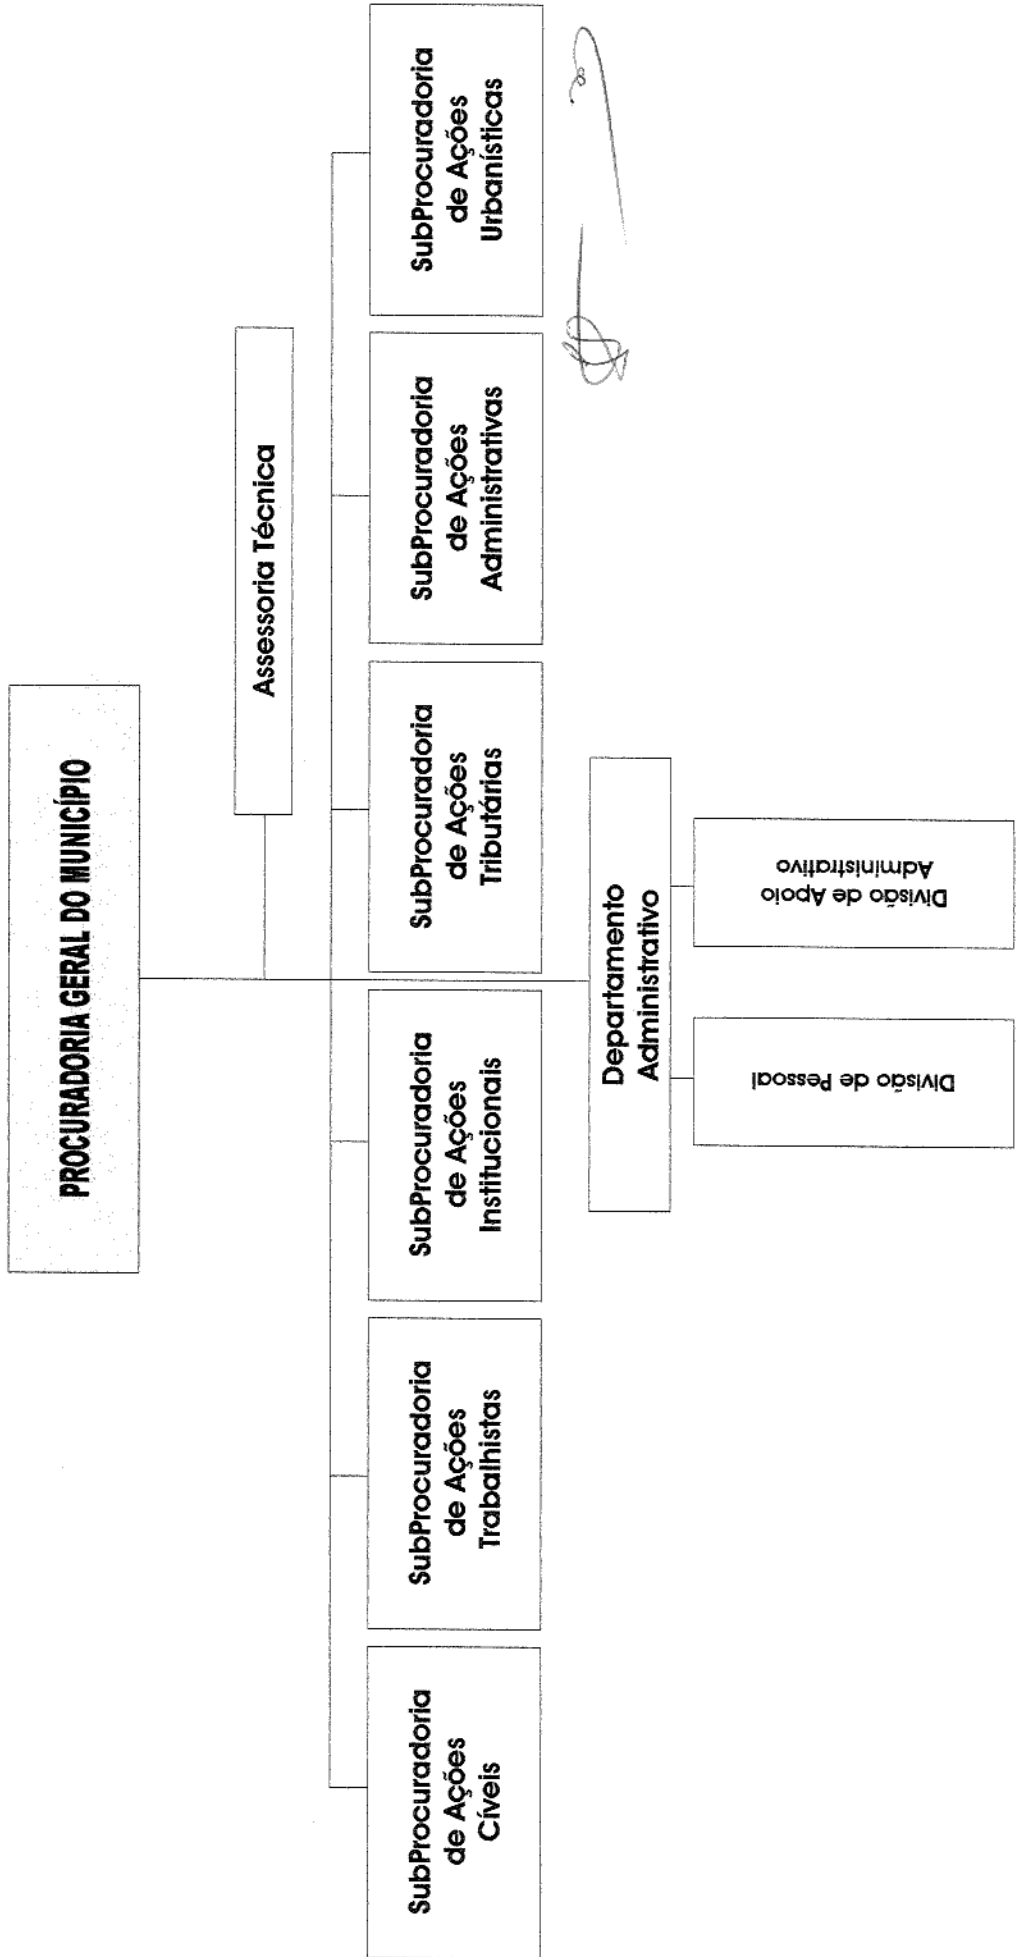 PROCURADORIA GERAL DO MUNICÍPIO
Assessoria Técnica
SubProcuradoria
de Ações
Cíveis
SubProcuradoria
de Ações
Trabalhistas
SubProcuradoria
de Ações
Institucionais
SubProcuradoria
de Ações
Tributárias
SubProcuradoria
de Ações
Administrativas
SubProcuradoria
de Ações
Urbanísticas
Departamento
Administrativo
Divisão de Pessoal
Divisão de Apoio
Administrativo